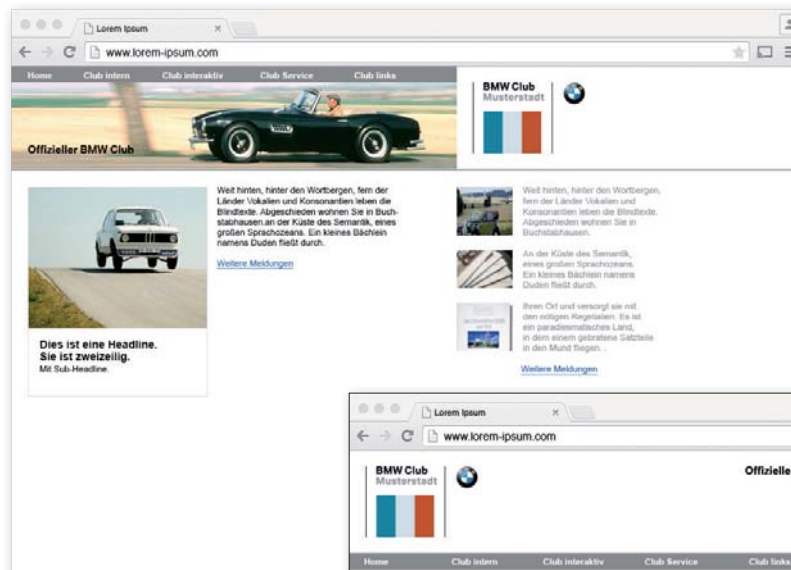 Lorem Ipsum
www.lorem-ipsum.com
Home Club intern Club interaktiv Club Service Club links
BMW Club
Musterstadt
Offizieller BMW Club
Weit hinten, hinter den Wortbergen, fern der
Länder Vokalien und Konsonantien leben die
Blindtexte. Abgeschieden wohnen Sie in Buch-
stabhausen.an der Küste des Semantik, eines
großen Sprachozeans. Ein kleines Bächlein
namens Duden fließt durch.
Weitere Meldungen
Dies ist eine Headline.
Sie ist zweizeilig.
Mit Sub-Headline.
Weit hinten, hinter den Wortbergen,
fern der Länder Vokalien und
Konsonantien leben die Blindtexte.
Abgeschieden wohnen Sie in
Buchstabhausen.
An der Küste des Semantik,
eines großen Sprachozeans.
Ein kleines Bächlein namens
Duden fließt durch.
Ihren Ort und versorgt sie mit
den nötigen Regelialien. Es ist
ein paradiesmatisches Land,
in dem einem gebratene Satzteile
in den Mund fliegen. .
Weitere Meldungen
Lorem Ipsum
www.lorem-ipsum.com
BMW Club
Musterstadt
Offizielle
Home Club intern Club interaktiv Club Service Club links